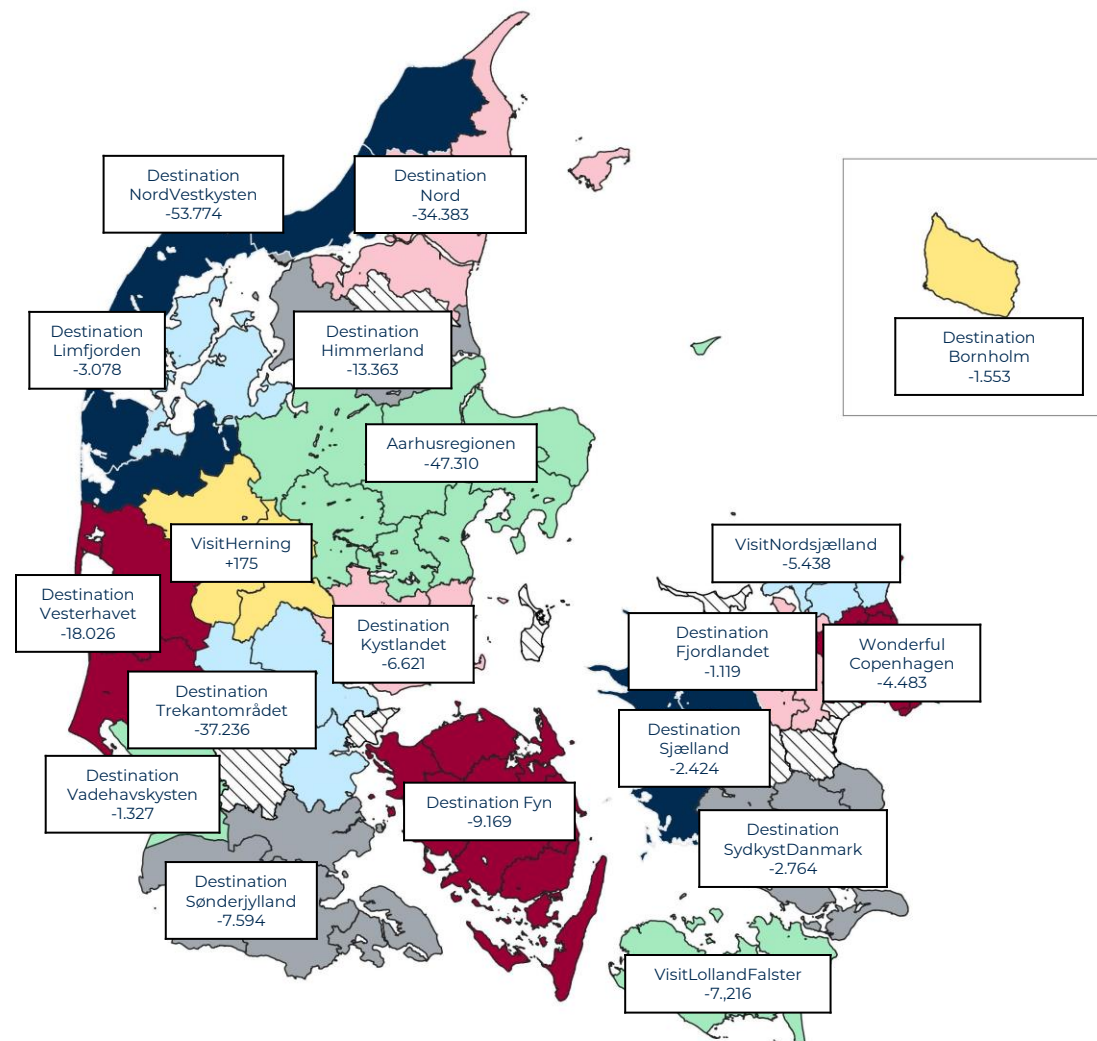 Destination
NordVestkysten
-53.774
Destination
Nord
-34.383
Destination
Limfjorden
-3.078
Destination
Himmerland
-13.363
Destination
Bornholm
-1.553
Aarhusregionen
-47.310
VisitHerning
+175
VisitNordsjælland
-5.438
Destination
Vesterhavet
-18.026
Destination
Kystlandet
-6.621
Destination
Fjordlandet
-1.119
Wonderful
Copenhagen
-4.483
Destination
Trekantområdet
-37.236
Destination
Sjælland
-2.424
Destination
Vadehavskysten
-1.327
Destination Fyn
-9.169
Destination
SydkystDanmark
-2.764
Destination
Sønderjylland
-7.594
VisitLollandFalster
-7.,216